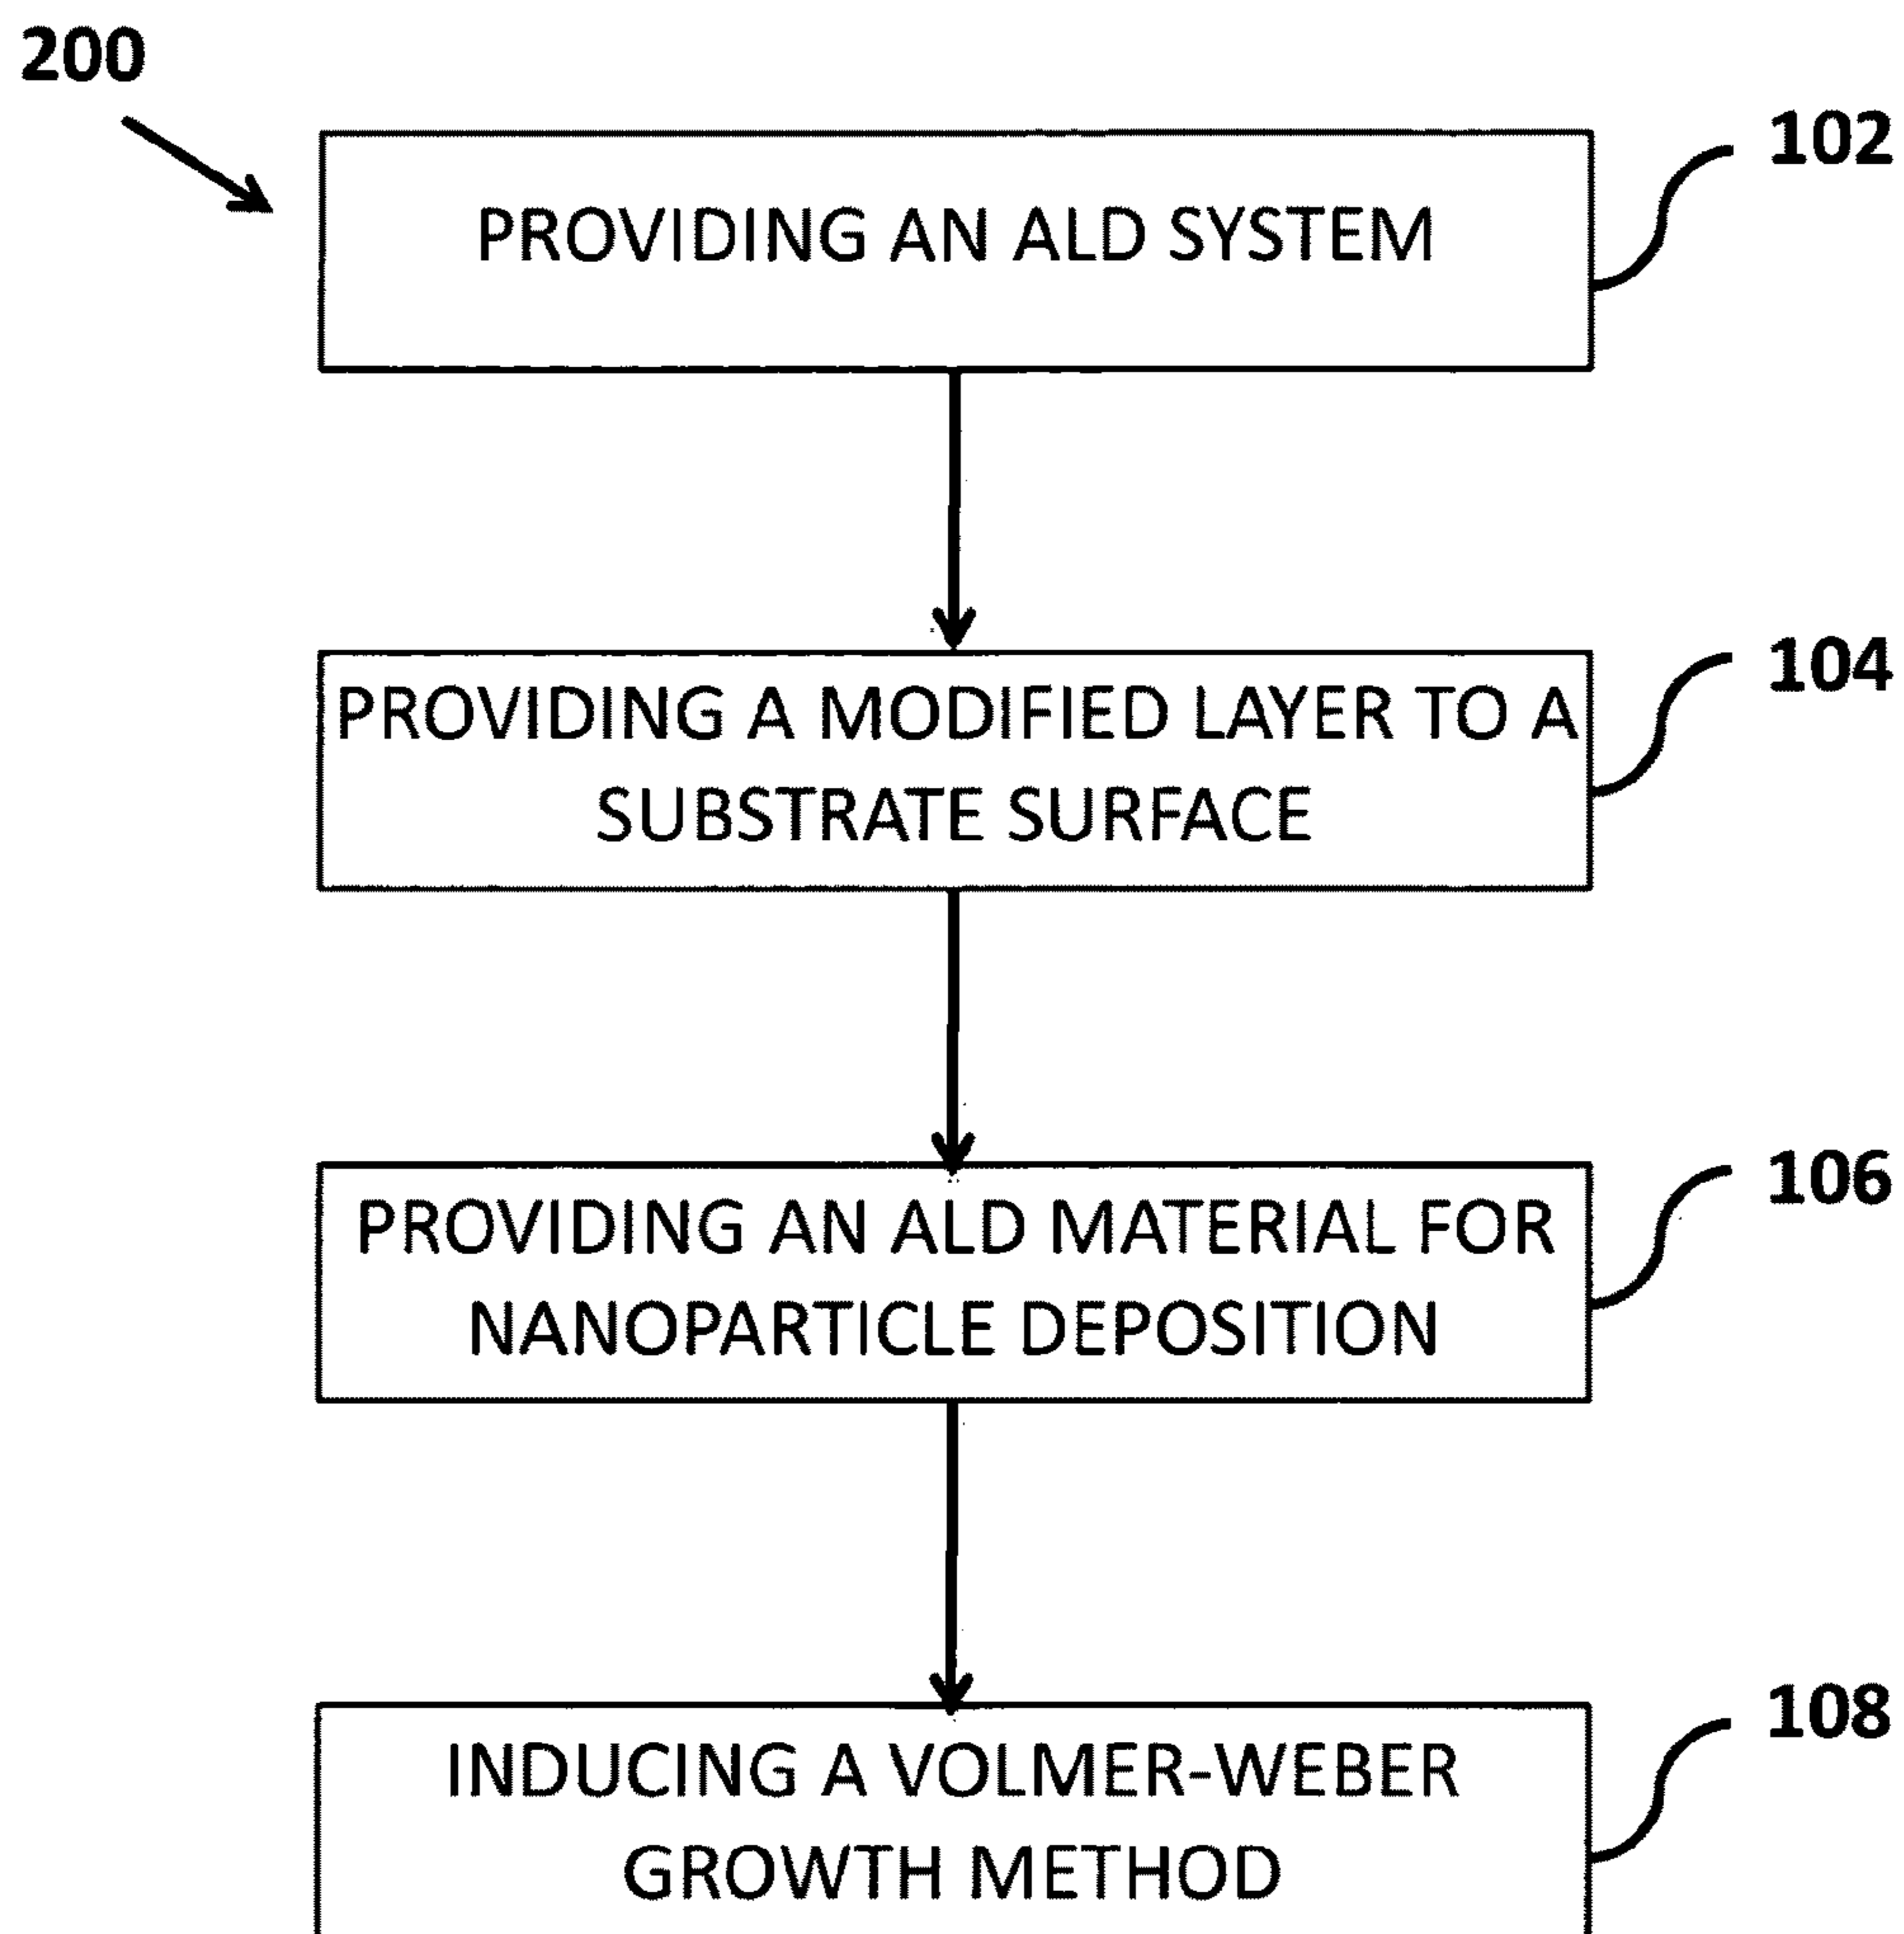 200
102
PROVIDING AN ALD SYSTEM
104
PROVIDING A MODIFIED LAYER TO A
SUBSTRATE SURFACE
106
PROVIDING AN ALD MATERIAL FOR
NANOPARTICLE DEPOSITION
108
INDUCING A VOLMER-WEBER
GROWTH METHOD